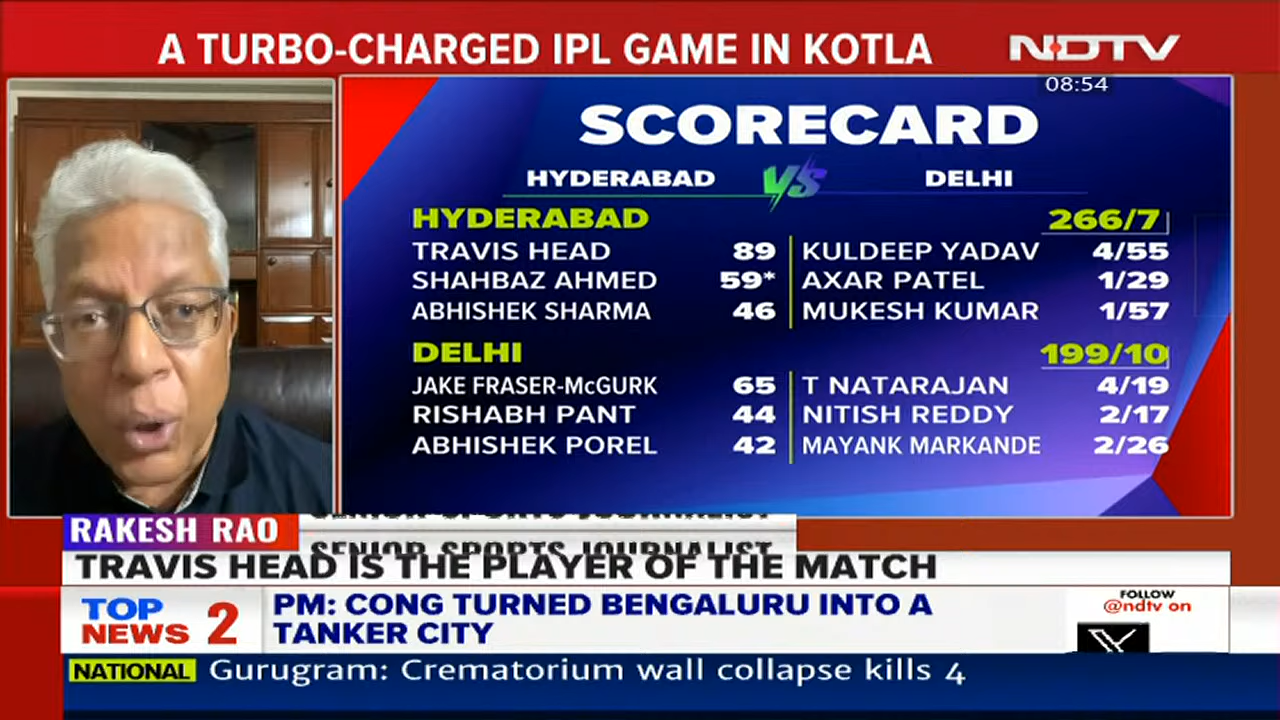 A TURBO-CHARGED IPL GAME IN KOTLA
NDTV
08:54
SCORECARD
HYDERABAD VS DELHI
HYDERABAD 266/7
TRAVIS HEAD 89 KULDEEP YADAV 4/55
SHAHBAZ AHMED 59* AXAR PATEL 1/29
ABHISHEK SHARMA 46 MUKESH KUMAR 1/57
DELHI 199/10
JAKE FRASER-McGURK 65 T NATARAJAN 4/19
RISHABH PANT 44 NITISH REDDY 2/17
ABHISHEK POREL 42 MAYANK MARKANDE 2/26
RAKESH RAO
SENIOR SPORTS JOURNALIST
TRAVIS HEAD IS THE PLAYER OF THE MATCH
TOP NEWS 2
PM: CONG TURNED BENGALURU INTO A
TANKER CITY
FOLLOW
@ndtv on
X
NATIONAL Gurugram: Crematorium wall collapse kills 4